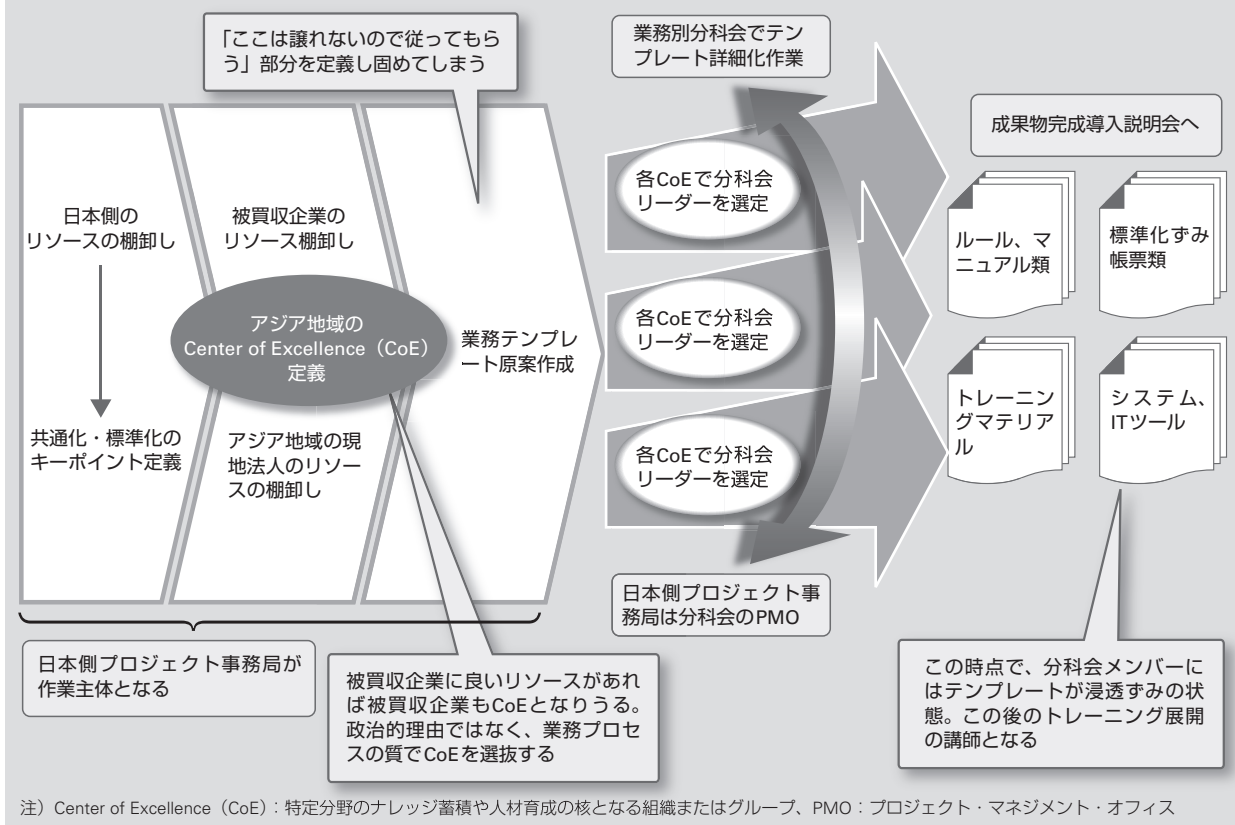 「ここは譲れないので従ってもら
う」部分を定義し固めてしまう
業務別分科会でテン
プレート詳細化作業
日本側の
リソースの棚卸し
共通化・標準化の
キーポイント定義
被買収企業の
リソース棚卸し
アジア地域の
Center of Excellence（CoE）
定義
アジア地域の現
地法人のリソー
スの棚卸し
業務テンプレ
ート原案作成
各CoEで分科会
リーダーを選定
各CoEで分科会
リーダーを選定
各CoEで分科会
リーダーを選定
成果物完成導入説明会へ
ルール、マ
ニュアル類
標準化ずみ
帳票類
トレーニン
グマテリア
ル
システム、
ITツール
日本側プロジェクト事務局が
作業主体となる
被買収企業に良いリソースがあれ
ば被買収企業もCoEとなりうる。
政治的理由ではなく、業務プロセ
スの質でCoEを選抜する
日本側プロジェクト事
務局は分科会のPMO
この時点で、分科会メンバーに
はテンプレートが浸透ずみの状
態。この後のトレーニング展開
の講師となる
注）Center of Excellence（CoE）：特定分野のナレッジ蓄積や人材育成の核となる組織またはグループ、PMO：プロジェクト・マネジメント・オフィス